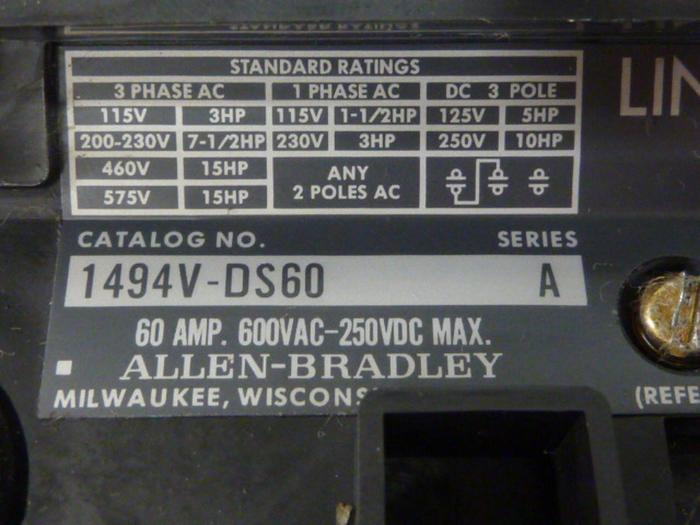 STANDARD RATINGS
3 PHASE AC 1 PHASE AC DC 3 POLE
115V 3HP 115V 1-1/2HP 125V 5HP
200-230V 7-1/2HP 230V 3HP 250V 10HP
460V 15HP ANY
575V 15HP 2 POLES AC
LIN
CATALOG NO. SERIES
1494V-DS60 A
60 AMP. 600VAC-250VDC MAX.
ALLEN-BRADLEY
MILWAUKEE, WISCONS
(REFE